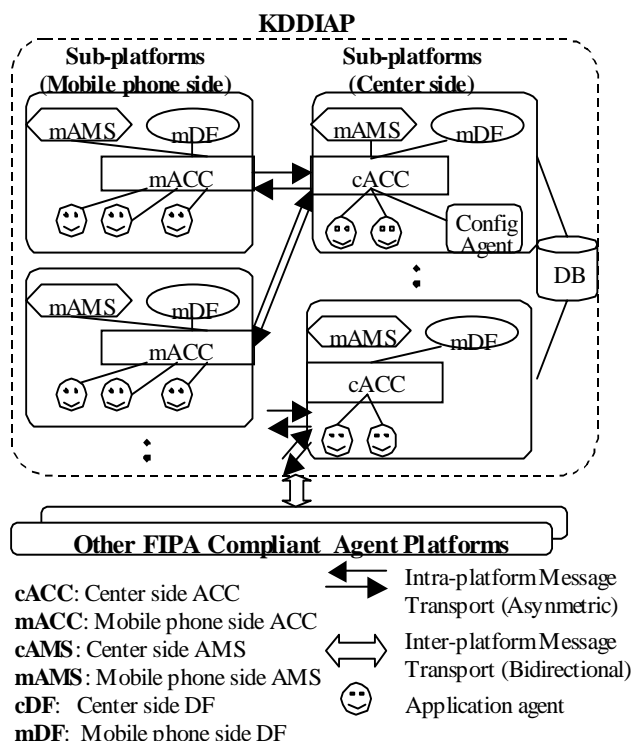 KDDIAP
Sub-platforms
(Mobile phone side)
mAMS
mDF
mACC
mAMS
mDF
mACC
Sub-platforms
(Center side)
mAMS
mDF
cACC
Config
Agent
DB
mAMS
mDF
cACC
Other FIPA Compliant Agent Platforms
cACC: Center side ACC
mACC: Mobile phone side ACC
cAMS: Center side AMS
mAMS: Mobile phone side AMS
cDF: Center side DF
mDF: Mobile phone side DF
Intra-platform Message
Transport (Asymetric)
Inter-platform Message
Transport (Bidirectional)
Application agent